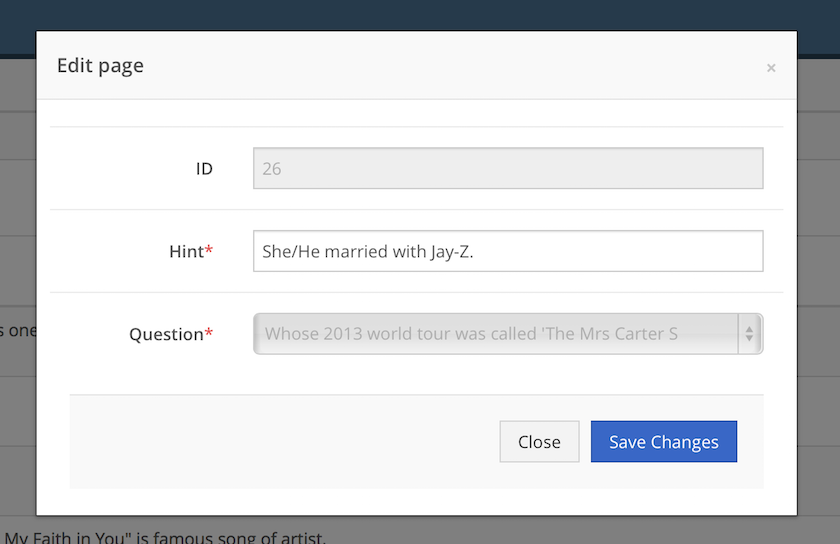 Edit page
×
ID
26
Hint*
She/He married with Jay-Z.
s one
Question*
Whose 2013 world tour was called 'The Mrs Carter S
Close
Save Changes
My Faith in You" is famous song of artist.